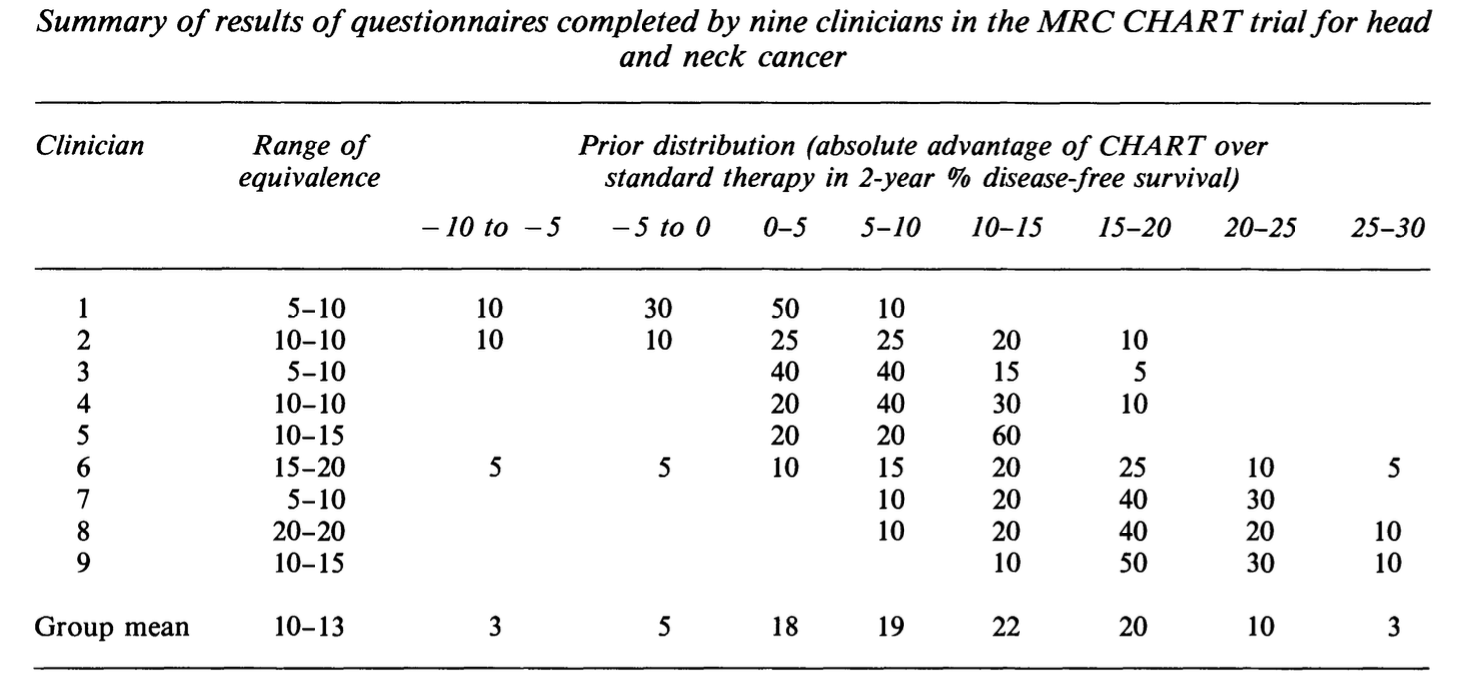 Summary of results of questionnaires completed by nine clinicians in the MRC CHART trial for head
and neck cancer
Clinician Range of equivalence Prior distribution (absolute advantage of CHART over
standard therapy in 2-year % disease-free survival)
−10 to −5 −5 to 0 0–5 5–10 10–15 15–20 20–25 25–30
1 5–10 10 30 50 10
2 10–10 10 10 25 25 20 10
3 5–10 40 40 15 5
4 10–10 20 40 30 10
5 10–15 20 20 60
6 15–20 5 5 10 15 20 25 10 5
7 5–10 10 20 40 30
8 20–20 10 20 40 20 10
9 10–15 10 50 30 10
Group mean 10–13 3 5 18 19 22 20 10 3